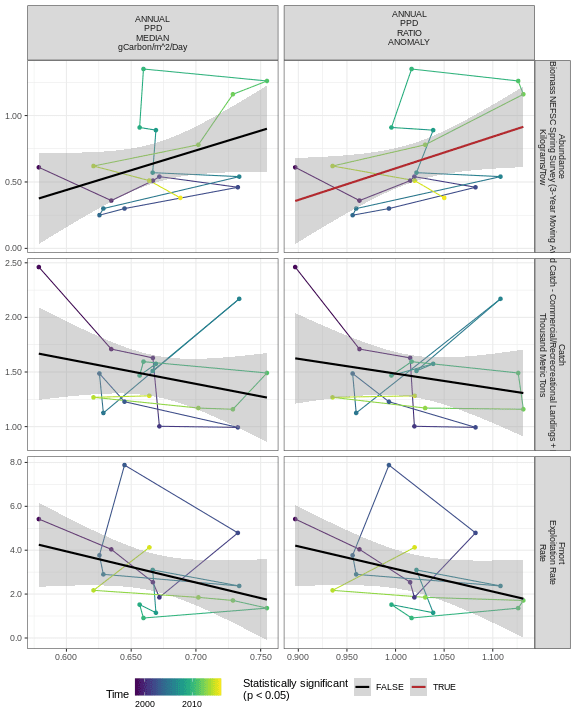 ANNUAL
PPD
MEDIAN
gCarbon/m^2/Day
ANNUAL
PPD
RATIO
ANOMALY
1.00
0.50
0.00
Abundance
Biomass NEFSC Spring Survey (3-Year Moving
Kilograms/Tow
2.50
2.00
1.50
1.00
Catch
Catch - Commercial/Recreational Landings +
Thousand Metric Tons
8.0
6.0
4.0
2.0
0.0
Fmort
Exploitation Rate
Rate
0.600
0.650
0.700
0.750
0.900
0.950
1.000
1.050
1.100
Time
2000
2010
Statistically significant
(p < 0.05)
FALSE
TRUE